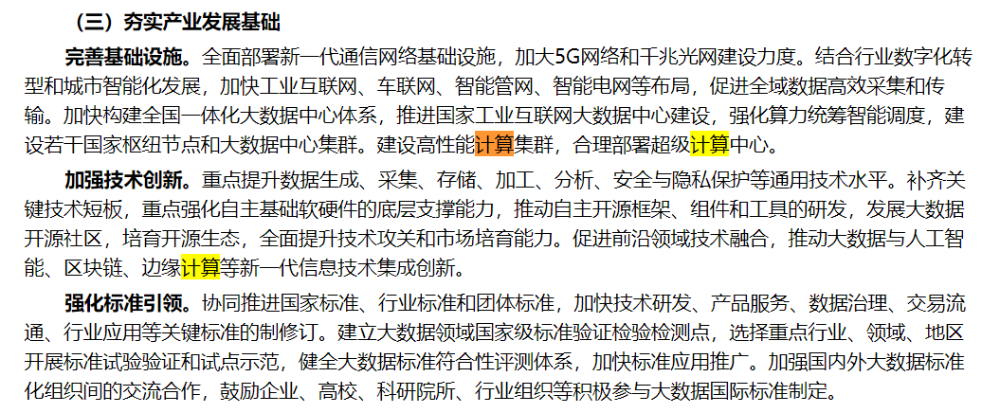 （三）夯实产业发展基础
完善基础设施。全面部署新一代通信网络基础设施，加大5G网络和千兆光网建设力度。结合行业数字化转
型和城市智能化发展，加快工业互联网、车联网、智能管网、智能电网等布局，促进全域数据高效采集和传
输。加快构建全国一体化大数据中心体系，推进国家工业互联网大数据中心建设，强化算力统筹智能调度，建
设若干国家枢纽节点和大数据中心集群。建设高性能计算集群，合理部署超级计算中心。
加强技术创新。重点提升数据生成、采集、存储、加工、分析、安全与隐私保护等通用技术水平。补齐关
键技术短板，重点强化自主基础软硬件的底层支撑能力，推动自主开源框架、组件和工具的研发，发展大数据
开源社区，培育开源生态，全面提升技术攻关和市场培育能力。促进前沿领域技术融合，推动大数据与人工智
能、区块链、边缘计算等新一代信息技术集成创新。
强化标准引领。协同推进国家标准、行业标准和团体标准，加快技术研发、产品服务、数据治理、交易流
通、行业应用等关键标准的制修订。建立大数据领域国家级标准验证检验检测点，选择重点行业、领域、地区
开展标准试验验证和试点示范，健全大数据标准符合性评测体系，加快标准应用推广。加强国内外大数据标准
化组织间的交流合作，鼓励企业、高校、科研院所、行业组织等积极参与大数据国际标准制定。